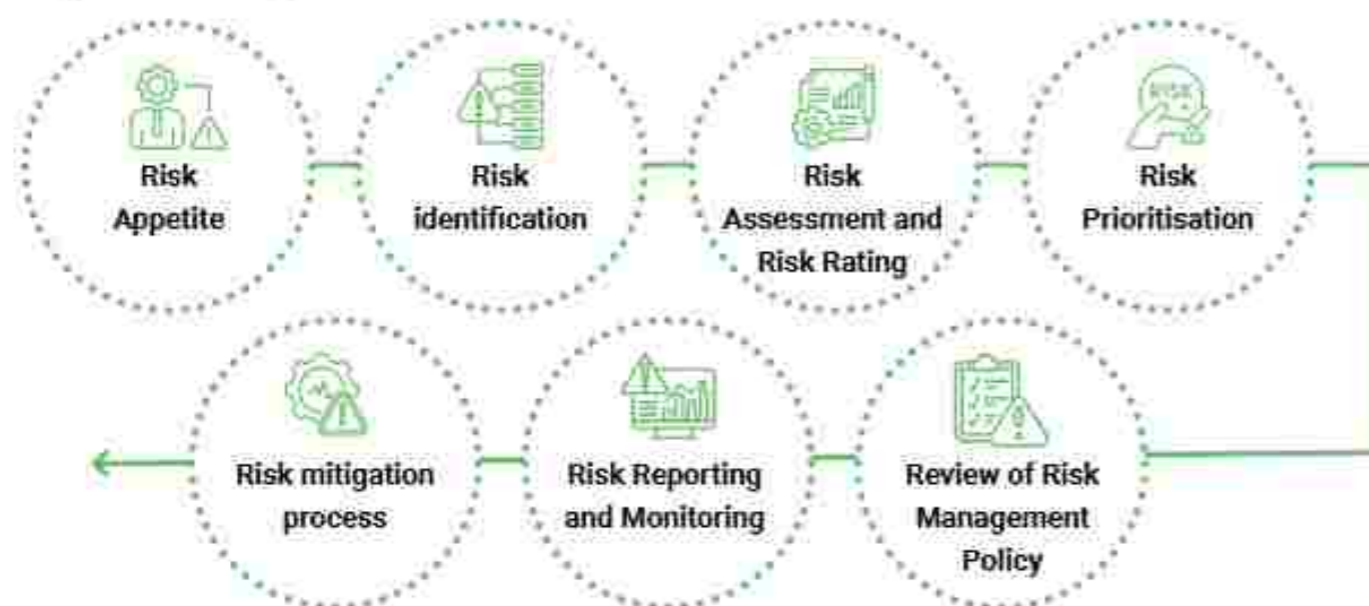 Risk
Appetite
Risk
identification
Risk
Assessment and
Risk Rating
RISK
Risk
Prioritisation
Risk mitigation
process
Risk Reporting
and Monitoring
Review of Risk
Management
Policy